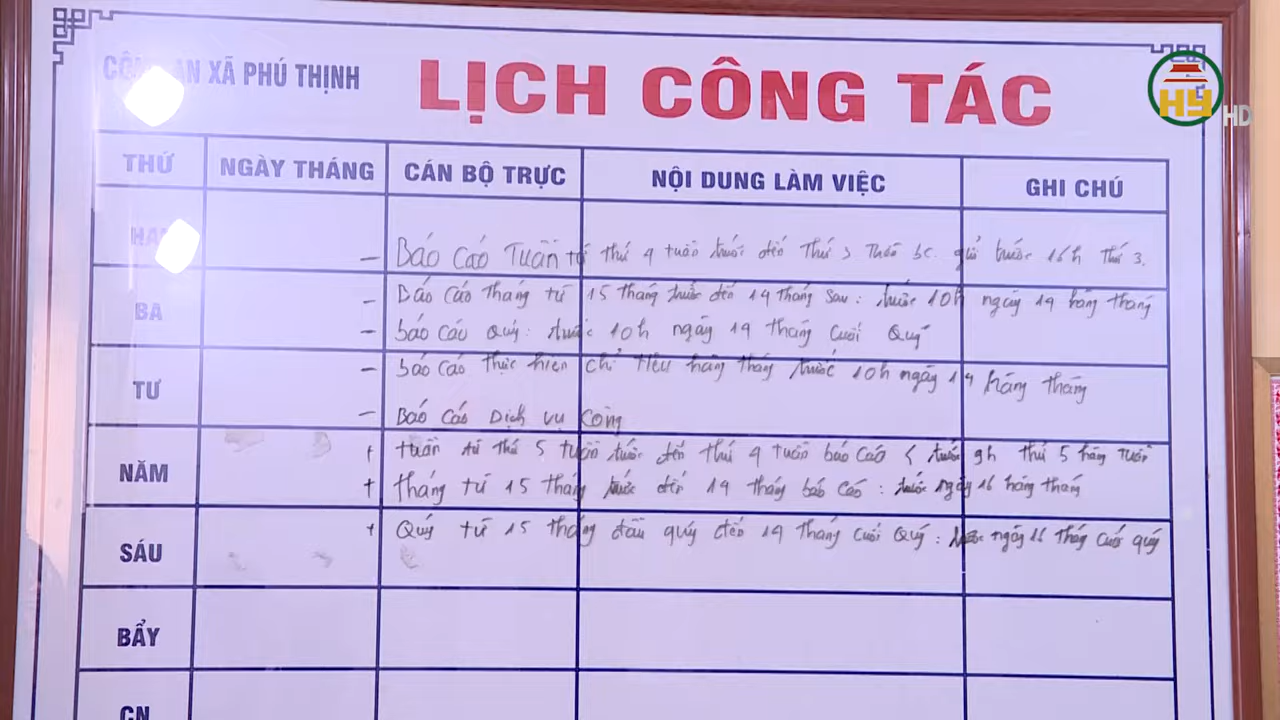 CÔNG AN XÃ PHÚ THỊNH
LỊCH CÔNG TÁC
HY HD
THỨ NGÀY THÁNG CÁN BỘ TRỰC NỘI DUNG LÀM VIỆC GHI CHÚ
HAI
- Báo cáo Tuần từ thứ 4 tuần trước đến Thứ 3 Tuần gửi trước 16h Thứ 3.
BA
- Báo cáo tháng từ 15 tháng trước đến 14 tháng sau: trước 10h ngày 14 hàng tháng
- báo cáo Quý: trước 10h ngày 14 tháng cuối Quý
TƯ
- báo cáo thực hiện chỉ tiêu hàng tháng trước 10h ngày 14 hàng tháng
- Báo cáo Dịch vụ công
NĂM
+ tuần từ thứ 5 tuần trước đến thứ 4 tuần báo cáo trước 9h thứ 5 hàng tuần
+ tháng từ 15 tháng trước đến 14 tháng báo cáo: trước ngày 16 hàng tháng
SÁU
+ Quý từ 15 tháng đầu quý đến 14 tháng cuối Quý: trước ngày 16 tháng cuối quý
BẨY
CN